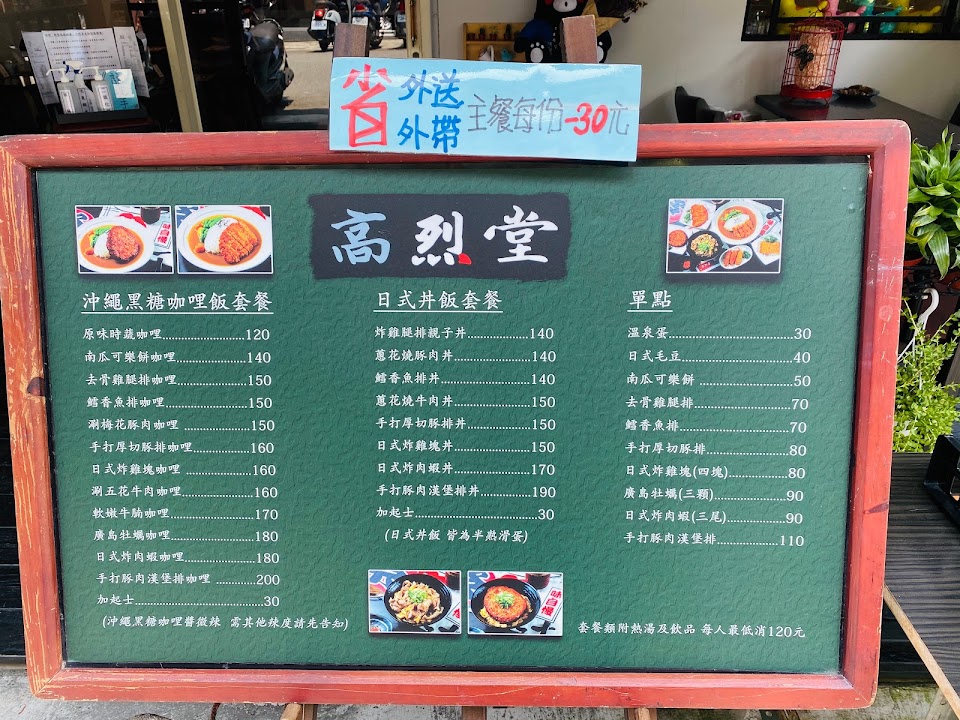 省 外送 外帶 主餐每份-30元
高烈堂
沖繩黑糖咖哩飯套餐
原味時蔬咖哩......................120
南瓜可樂餅咖哩..................140
去骨雞腿排咖哩..................150
鱈香魚排咖哩......................150
涮梅花豚肉咖哩 ..................150
手打厚切豚排咖哩...............160
日式炸雞塊咖哩 ..................160
涮五花牛肉咖哩..................160
軟嫩牛腩咖哩......................170
廣島牡蠣咖哩......................180
日式炸肉蝦咖哩..................180
手打豚肉漢堡排咖哩 ..........200
加起士..................................30
(沖繩黑糖咖哩醬微辣 需其他辣度請先告知)
日式丼飯套餐
炸雞腿排親子丼................140
蔥花燒豚肉丼....................140
鱈香魚排丼........................140
蔥花燒牛肉丼....................150
手打厚切豚排丼................150
日式炸雞塊丼....................150
日式炸肉蝦丼....................170
手打豚肉漢堡排丼.............190
加起士................................30
(日式丼飯 皆為半熟滑蛋)
單點
溫泉蛋................................30
日式毛豆............................40
南瓜可樂餅 ........................50
去骨雞腿排.........................70
鱈香魚排............................70
手打厚切豚排.....................80
日式炸雞塊(四塊)...............80
廣島牡蠣(三顆)..................90
日式炸肉蝦(三尾)...............90
手打豚肉漢堡排................110
套餐類附熱湯及飲品 每人最低消120元